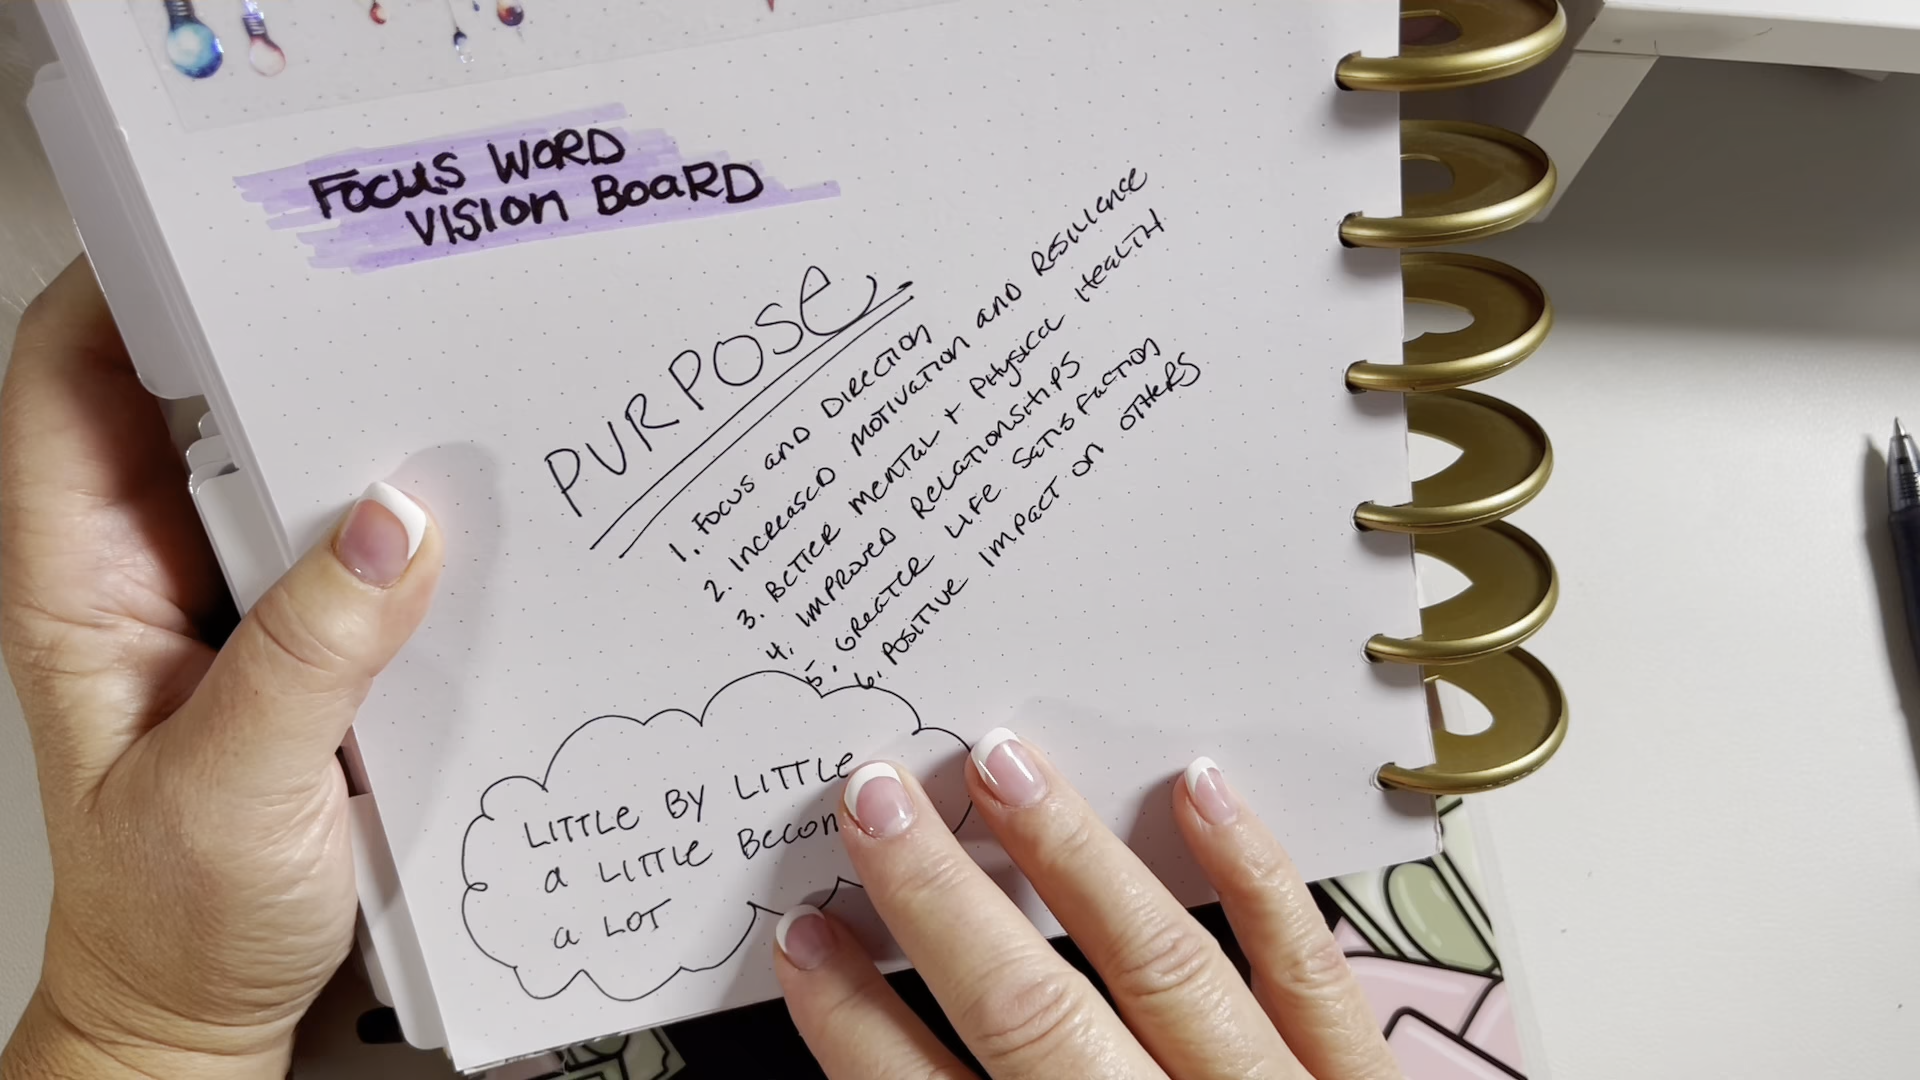 FOCUS WORD
VISION BOARD
PURPOSE
1. FOCUS AND DIRECTION
2. INCREASED MOTIVATION AND RESILIENCE
3. BETTER MENTAL + PHYSICAL HEALTH
4. IMPROVED RELATIONSHIPS
5. GREATER LIFE SATISFACTION
6. POSITIVE IMPACT ON OTHERS
LITTLE BY LITTLE
a LITTLE
a LOT